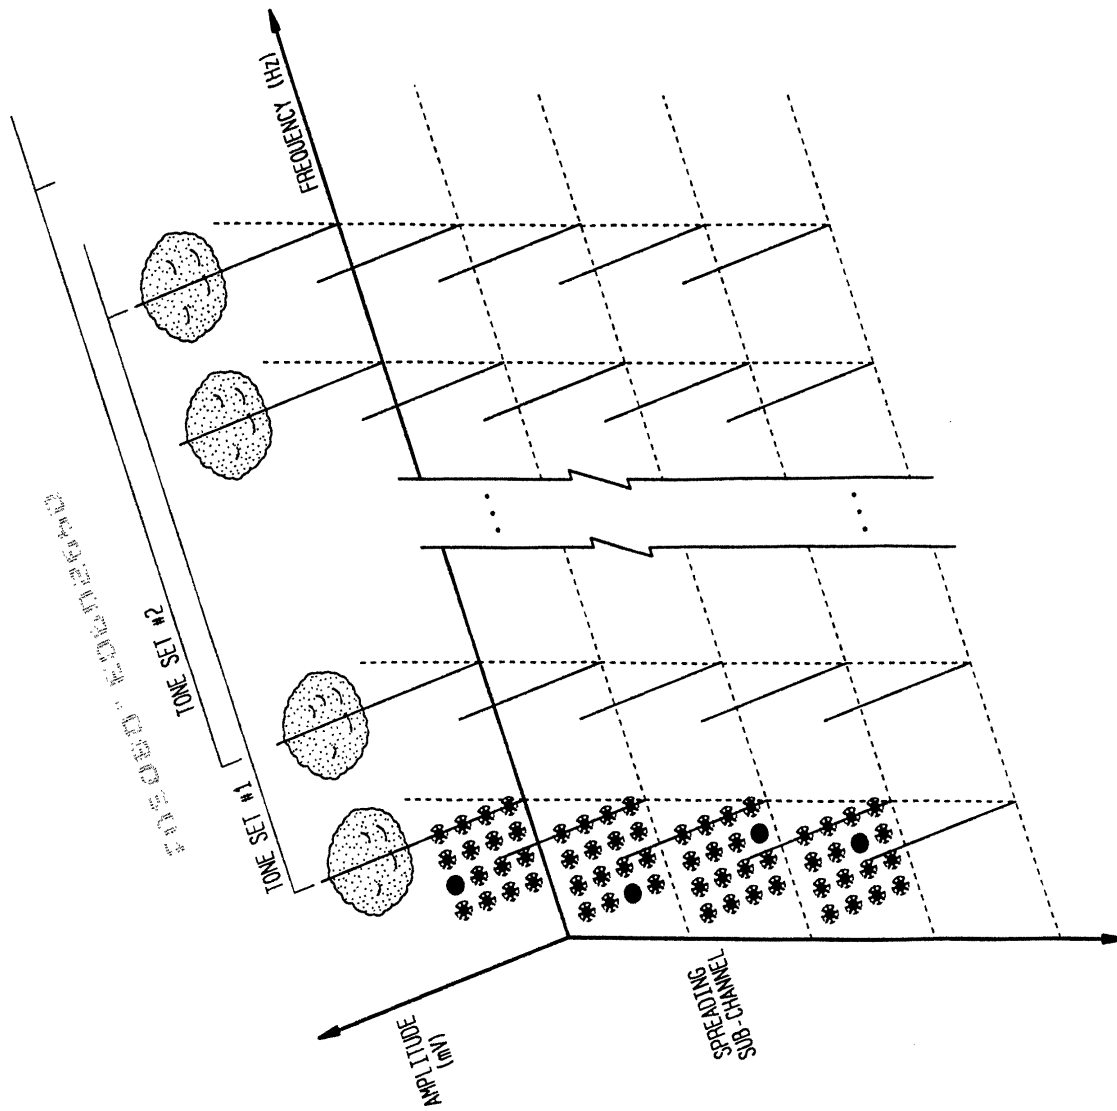 FREQUENCY (Hz)
TONE SET #2
TONE SET #1
AMPLITUDE
(mV)
SPREADING
SUB-CHANNEL